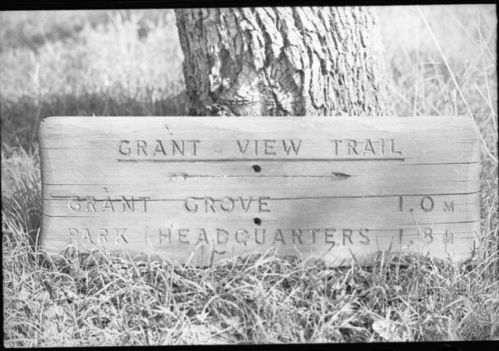 GRANT VIEW TRAIL
GRANT GROVE 1.0 M
PARK HEADQUARTERS 1.8 M